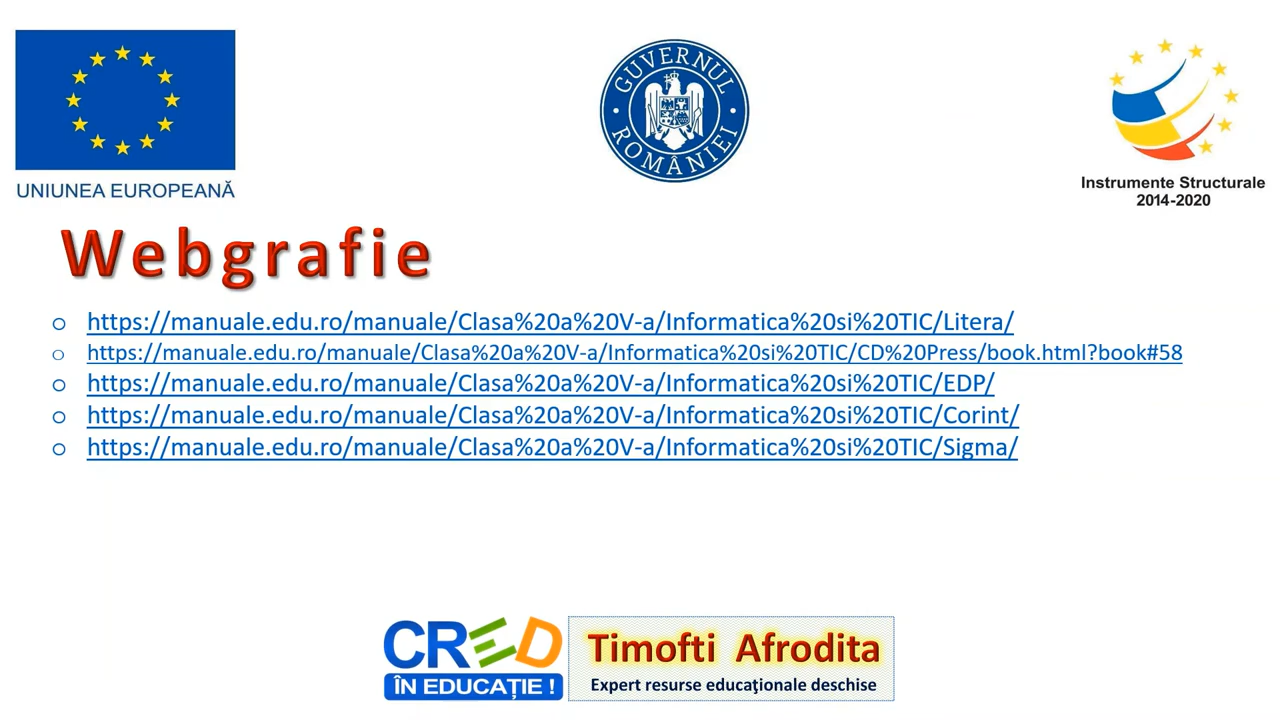 UNIUNEA EUROPEANĂ
GUVERNUL ROMÂNIEI
Instrumente Structurale
2014-2020
Webgrafie
o https://manuale.edu.ro/manuale/Clasa%20a%20V-a/Informatica%20si%20TIC/Litera/
o https://manuale.edu.ro/manuale/Clasa%20a%20V-a/Informatica%20si%20TIC/CD%20Press/book.html?book#58
o https://manuale.edu.ro/manuale/Clasa%20a%20V-a/Informatica%20si%20TIC/EDP/
o https://manuale.edu.ro/manuale/Clasa%20a%20V-a/Informatica%20si%20TIC/Corint/
o https://manuale.edu.ro/manuale/Clasa%20a%20V-a/Informatica%20si%20TIC/Sigma/
CRED
ÎN EDUCAȚIE !
Timofti Afrodita
Expert resurse educaţionale deschise